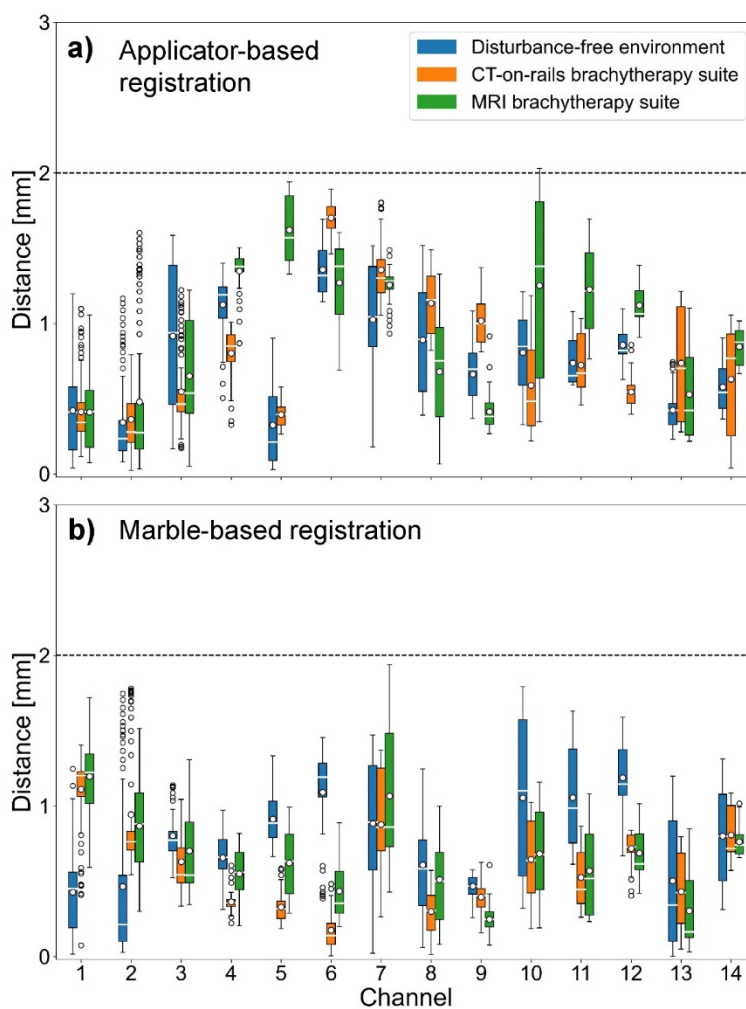 3
a) Applicator-based
registration
Disturbance-free environment
CT-on-rails brachytherapy suite
MRI brachytherapy suite
2
Distance [mm]
1
0
3
b) Marble-based registration
2
Distance [mm]
1
0
1 2 3 4 5 6 7 8 9 10 11 12 13 14
Channel